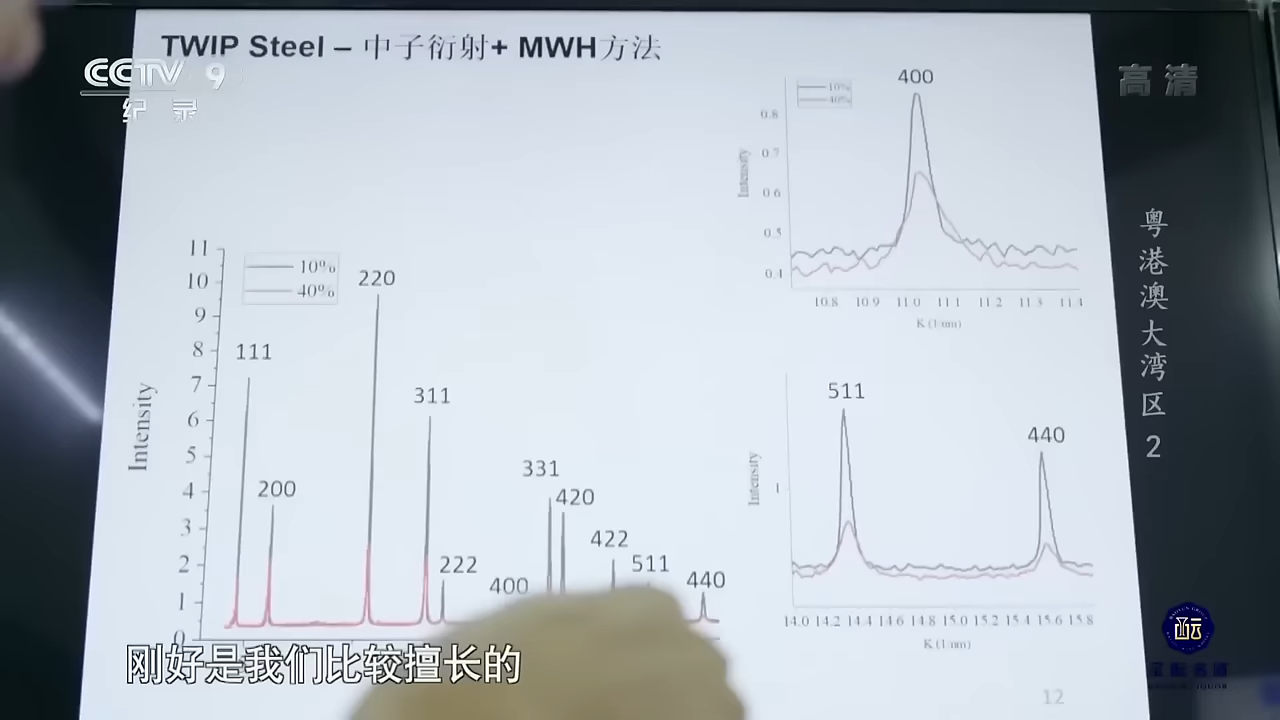 TWIP Steel – 中子衍射+ MWH方法
CCTV 9
纪录
高清
粤港澳大湾区2
400
10%
40%
0.8
0.7
0.6
0.5
0.4
Intensity
10.8 10.9 11.0 11.1 11.2 11.3 11.4
K (1/nm)
11
10
9
8
7
6
5
4
3
2
1
0
Intensity
10%
40%
111
200
220
311
222
400
331
420
422
511
440
511
440
Intensity
1
14.0 14.2 14.4 14.6 14.8 15.0 15.2 15.4 15.6 15.8
K (1/nm)
刚好是我们比较擅长的
12